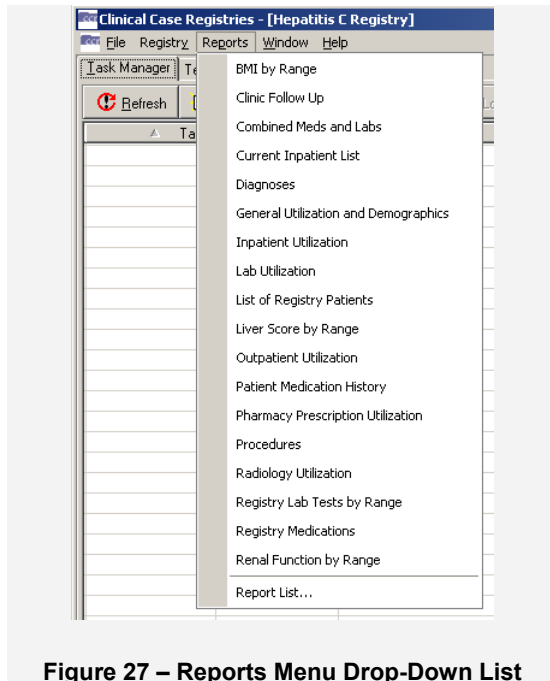 Clinical Case Registries - [Hepatitis C Registry]
File Registry Reports Window Help
Task Manager
Refresh
BMI by Range
Clinic Follow Up
Combined Meds and Labs
Current Inpatient List
Diagnoses
General Utilization and Demographics
Inpatient Utilization
Lab Utilization
List of Registry Patients
Liver Score by Range
Outpatient Utilization
Patient Medication History
Pharmacy Prescription Utilization
Procedures
Radiology Utilization
Registry Lab Tests by Range
Registry Medications
Renal Function by Range
Report List...
Figure 27 – Reports Menu Drop-Down List